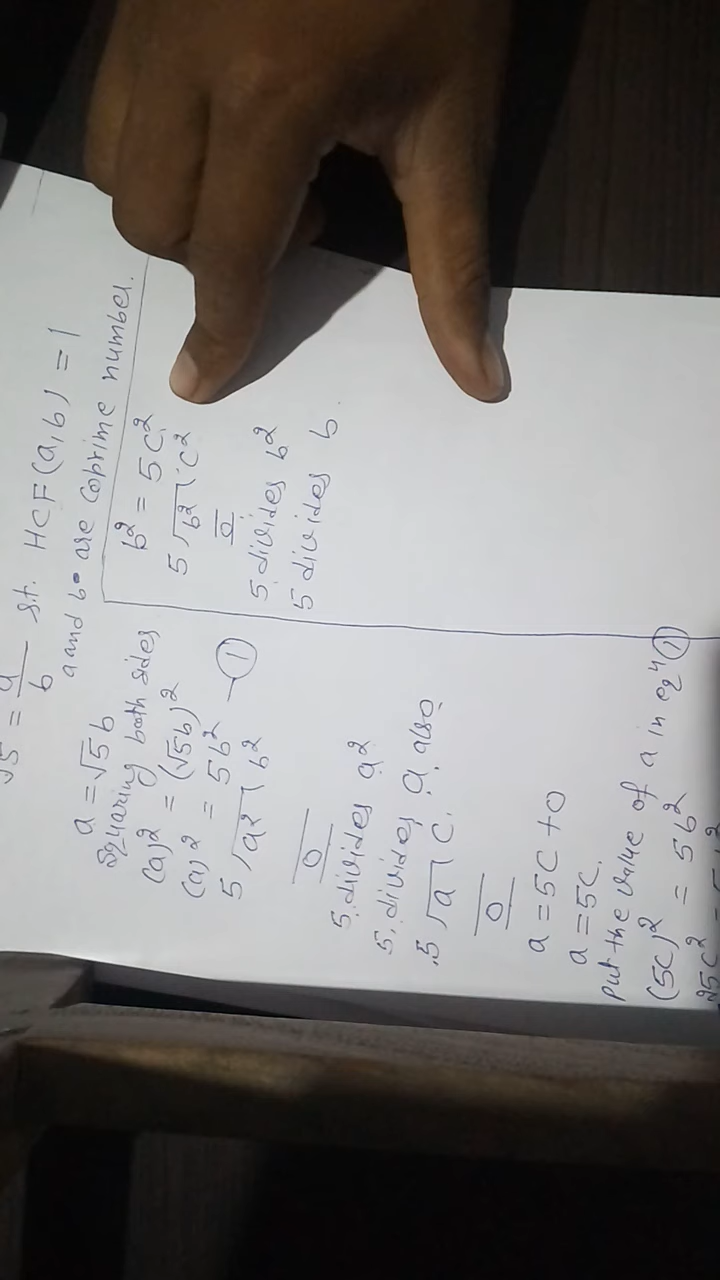 √5 = a/b s.t. HCF(a,b) = 1
a and b are coprime number.
a = √5 b
Squaring both sides
(a)² = (√5b)²
(a)² = 5b² —①
5 √a² \ b²
0
5 divides a²
5, divides a also
5 √a \ C.
0
a = 5C + 0
a = 5C.
Put the value of a in eqⁿ ①
(5C)² = 5b²
25C² =
b² = 5C²
5 √b² \ C²
0
5 divides b²
5 divides b.